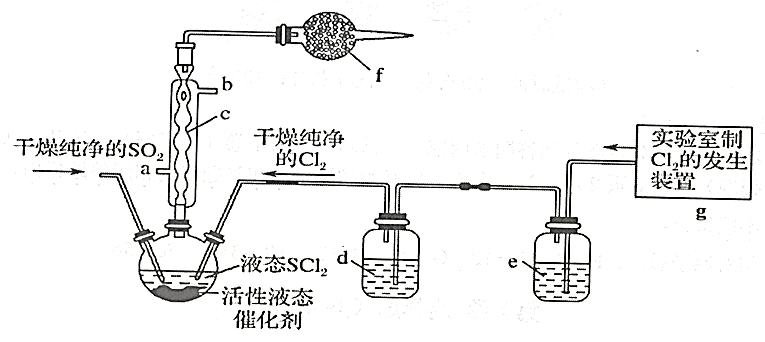 f
b
c
干燥纯净的SO₂
a
干燥纯净
的Cl₂
实验室制
Cl₂的发生
装置
g
d
e
液态SCl₂
活性液态
催化剂